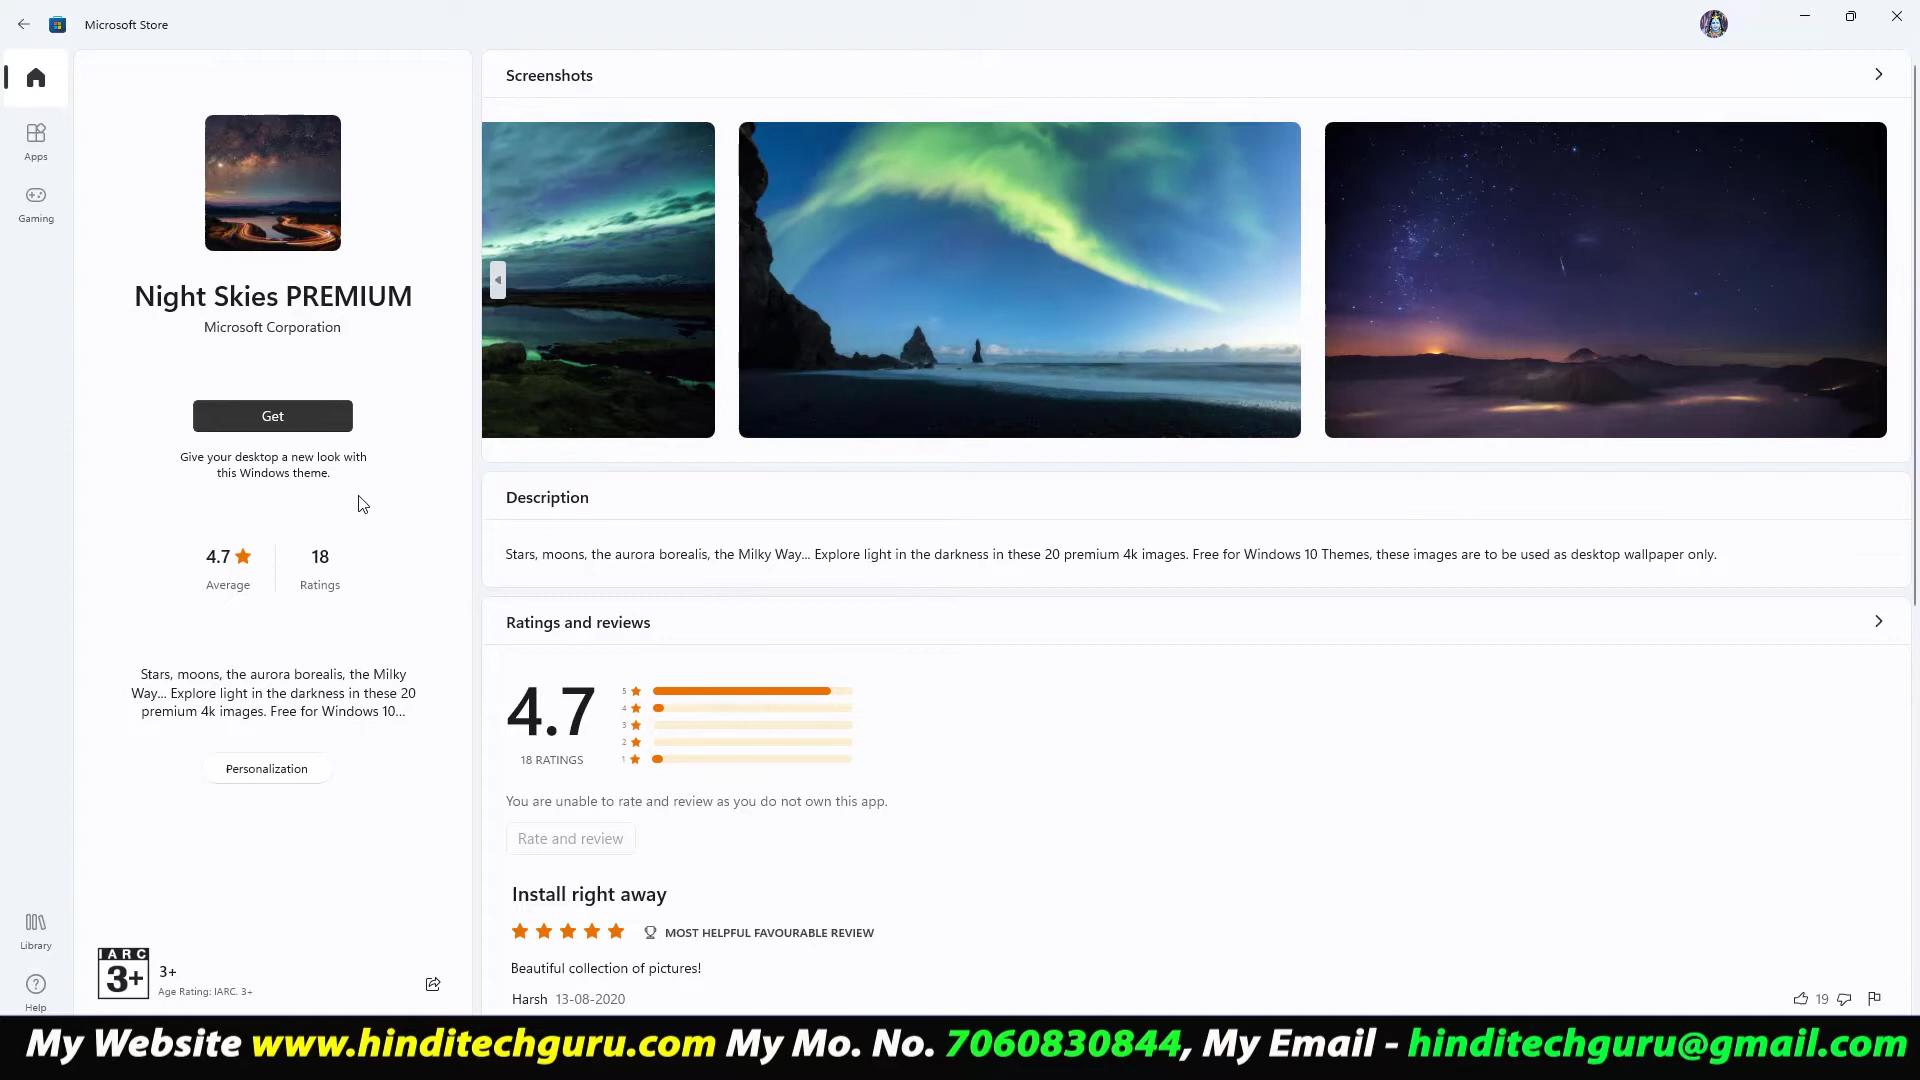 Microsoft Store
Apps
Gaming
Library
Help
Night Skies PREMIUM
Microsoft Corporation
Get
Give your desktop a new look with
this Windows theme.
4.7
Average
18
Ratings
Stars, moons, the aurora borealis, the Milky
Way... Explore light in the darkness in these 20
premium 4k images. Free for Windows 10...
Personalization
IARC
3+
3+
Age Rating: IARC. 3+
Screenshots
Description
Stars, moons, the aurora borealis, the Milky Way... Explore light in the darkness in these 20 premium 4k images. Free for Windows 10 Themes, these images are to be used as desktop wallpaper only.
Ratings and reviews
4.7
18 RATINGS
5
4
3
2
1
You are unable to rate and review as you do not own this app.
Rate and review
Install right away
MOST HELPFUL FAVOURABLE REVIEW
Beautiful collection of pictures!
Harsh 13-08-2020
19
My Website www.hinditechguru.com My Mo. No. 7060830844, My Email - hinditechguru@gmail.com